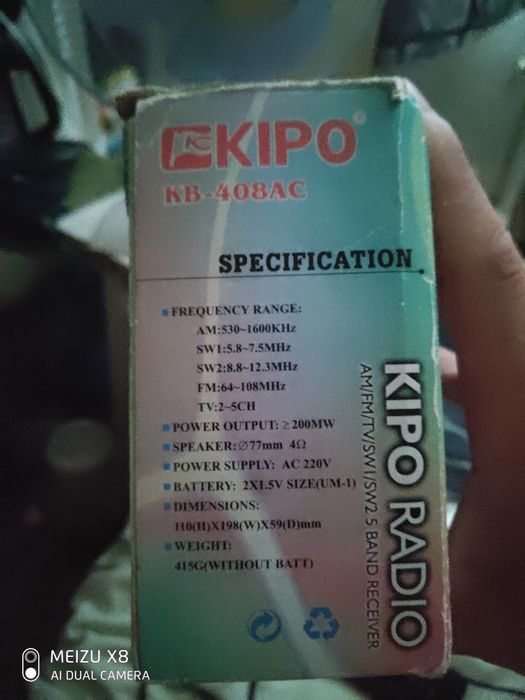 KIPO®
KB-408AC
SPECIFICATION
FREQUENCY RANGE:
AM:530~1600KHz
SW1:5.8~7.5MHz
SW2:8.8~12.3MHz
FM:64~108MHz
TV:2~5CH
POWER OUTPUT: ≥200MW
SPEAKER: Ø77mm 4Ω
POWER SUPPLY: AC 220V
BATTERY: 2X1.5V SIZE(UM-1)
DIMENSIONS:
110(H)X198(W)X59(D)mm
WEIGHT:
415G(WITHOUT BATT)
KIPO RADIO
AM/FM/TV/SW1/SW2 5 BAND RECEIVER
MEIZU X8
AI DUAL CAMERA